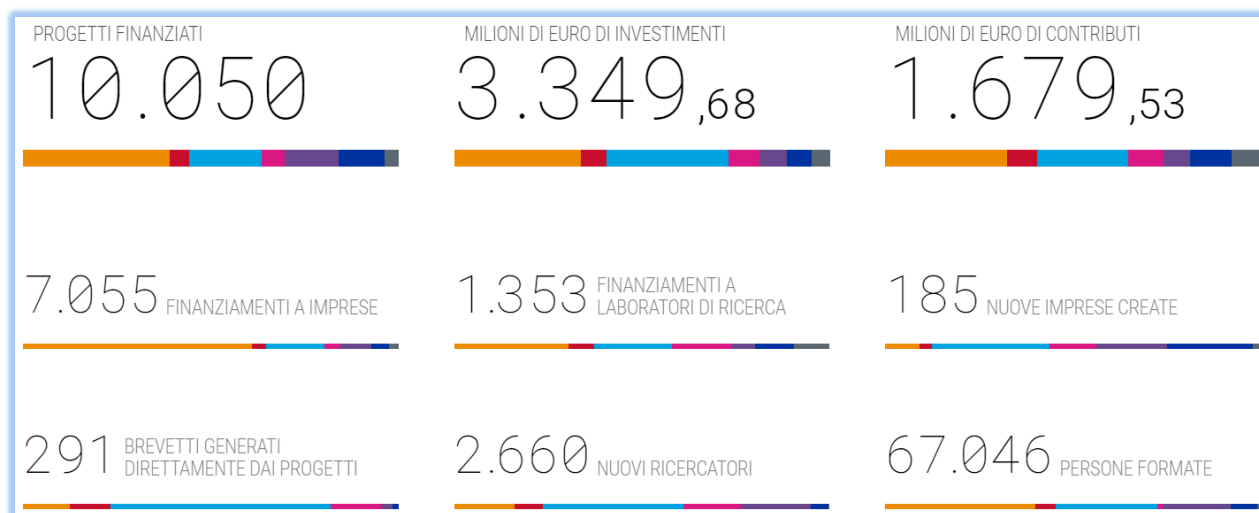 PROGETTI FINANZIATI
10.050
MILIONI DI EURO DI INVESTIMENTI
3.349,68
MILIONI DI EURO DI CONTRIBUTI
1.679,53
7.055 FINANZIAMENTI A IMPRESE
1.353 FINANZIAMENTI A
LABORATORI DI RICERCA
185 NUOVE IMPRESE CREATE
291 BREVETTI GENERATI
DIRETTAMENTE DAI PROGETTI
2.660 NUOVI RICERCATORI
67.046 PERSONE FORMATE